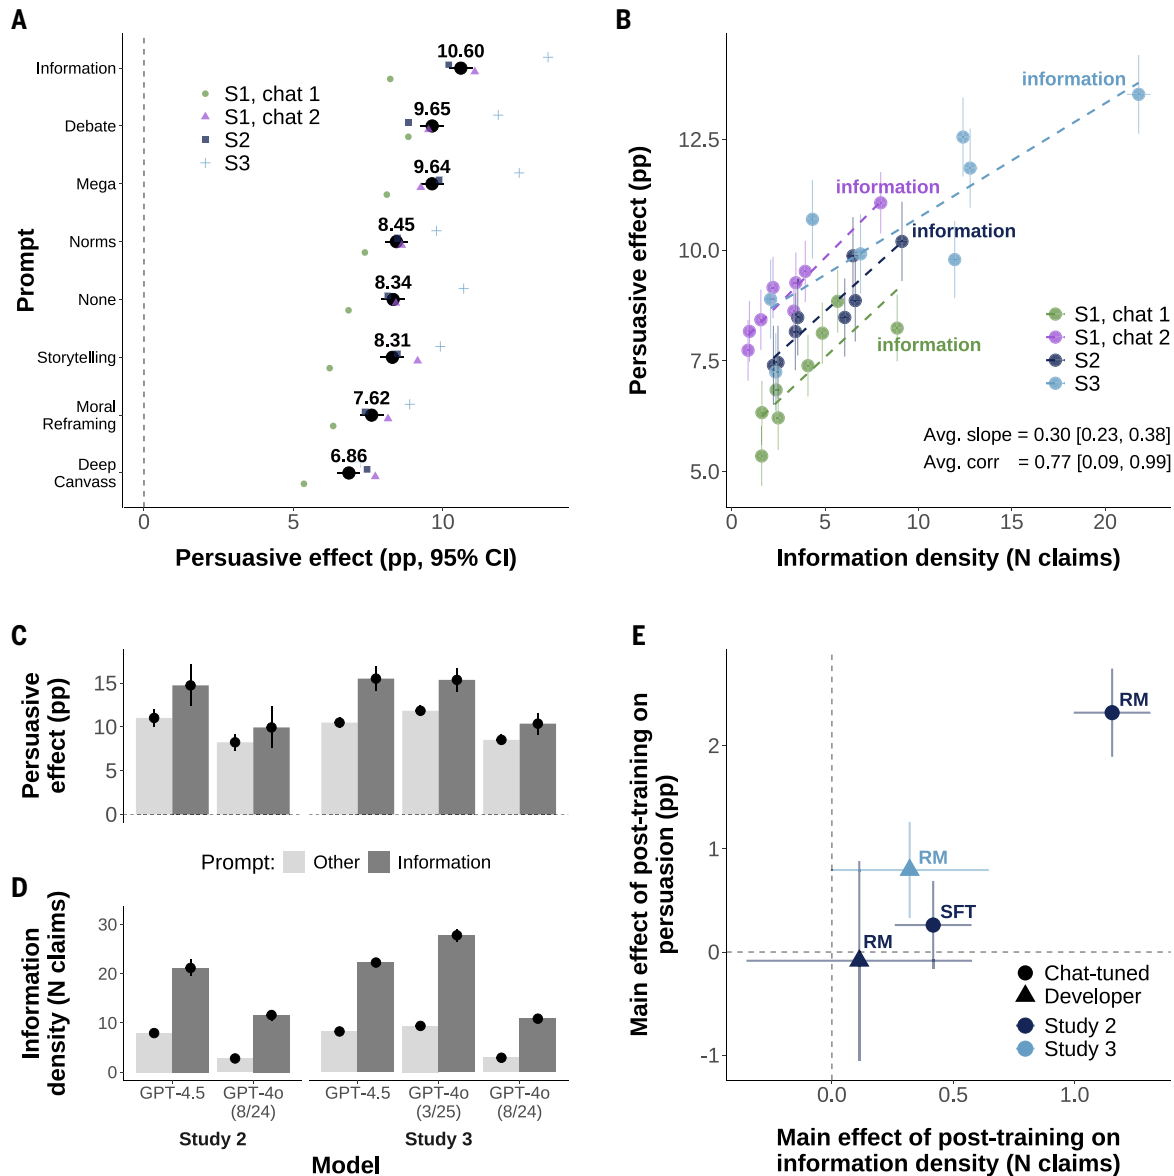 A
Prompt
Information
Debate
Mega
Norms
None
Storytelling
Moral
Reframing
Deep
Canvass
S1, chat 1
S1, chat 2
S2
S3
10.60
9.65
9.64
8.45
8.34
8.31
7.62
6.86
0
5
10
Persuasive effect (pp, 95% CI)
B
Persuasive effect (pp)
12.5
10.0
7.5
5.0
information
information
information
information
S1, chat 1
S1, chat 2
S2
S3
Avg. slope = 0.30 [0.23, 0.38]
Avg. corr = 0.77 [0.09, 0.99]
0
5
10
15
20
Information density (N claims)
C
Persuasive
effect (pp)
15
10
5
0
Prompt:
Other
Information
D
Information
density (N claims)
30
20
10
0
GPT-4.5
GPT-4o
(8/24)
GPT-4.5
GPT-4o
(3/25)
GPT-4o
(8/24)
Study 2
Study 3
Model
E
Main effect of post-training on
persuasion (pp)
2
1
0
-1
RM
RM
SFT
RM
Chat-tuned
Developer
Study 2
Study 3
0.0
0.5
1.0
Main effect of post-training on
information density (N claims)